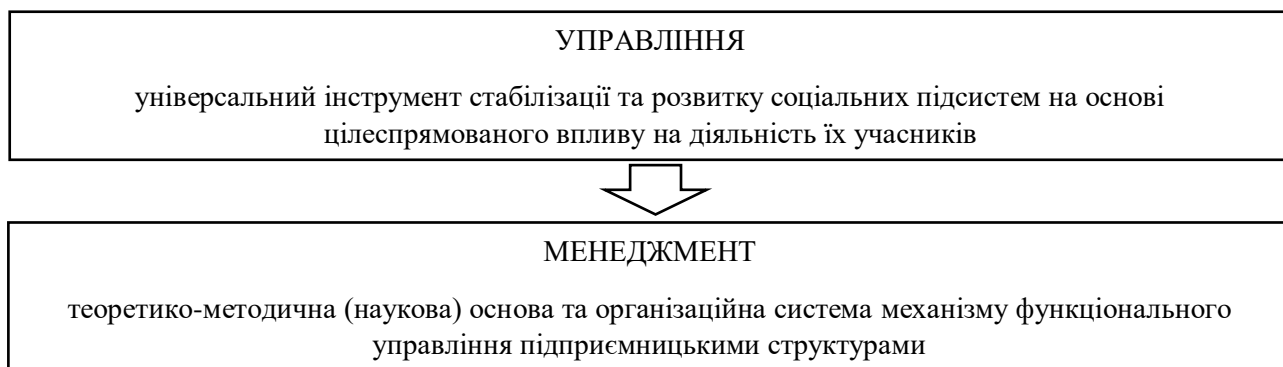 УПРАВЛІННЯ
універсальний інструмент стабілізації та розвитку соціальних підсистем на основі
цілеспрямованого впливу на діяльність їх учасників
МЕНЕДЖМЕНТ
теоретико-методична (наукова) основа та організаційна система механізму функціонального
управління підприємницькими структурами